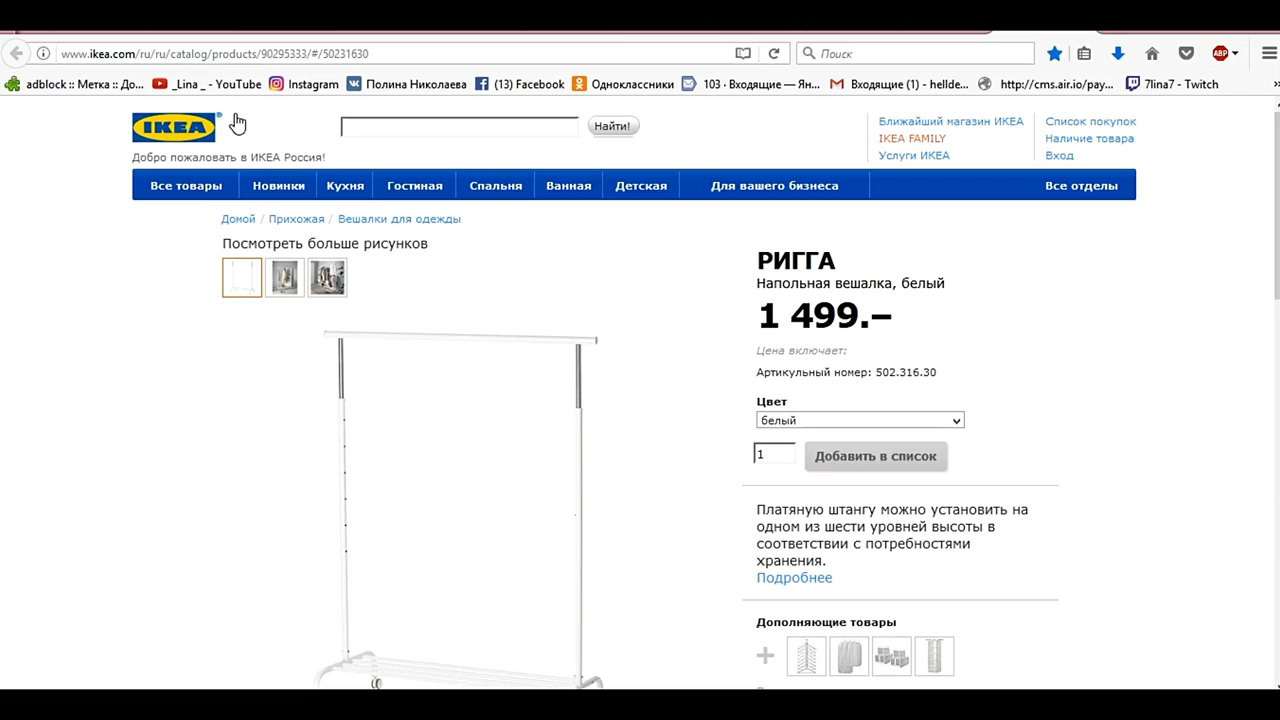 www.ikea.com/ru/ru/catalog/products/90295333/#/50231630
Поиск
ABP
adblock :: Метка :: До...
_Lina _ - YouTube
Instagram
Полина Николаева
(13) Facebook
Одноклассники
103 · Входящие — Ян...
Входящие (1) - hellde...
http://cms.air.io/pay...
7lina7 - Twitch
IKEA®
Найти!
Добро пожаловать в ИКЕА Россия!
Ближайший магазин ИКЕА
IKEA FAMILY
Услуги ИКЕА
Список покупок
Наличие товара
Вход
Все товары
Новинки
Кухня
Гостиная
Спальня
Ванная
Детская
Для вашего бизнеса
Все отделы
Домой / Прихожая / Вешалки для одежды
Посмотреть больше рисунков
РИГГА
Напольная вешалка, белый
1 499.–
Цена включает:
Артикульный номер: 502.316.30
Цвет
белый
1
Добавить в список
Платяную штангу можно установить на
одном из шести уровней высоты в
соответствии с потребностями
хранения.
Подробнее
Дополняющие товары